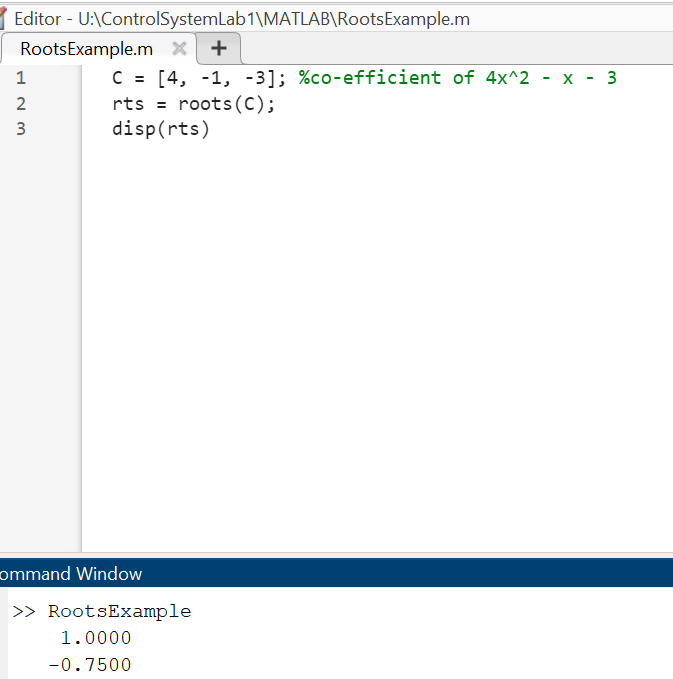 Editor - U:\ControlSystemLab1\MATLAB\RootsExample.m
RootsExample.m
1 C = [4, -1, -3]; %co-efficient of 4x^2 - x - 3
2 rts = roots(C);
3 disp(rts)
ommand Window
>> RootsExample
1.0000
-0.7500